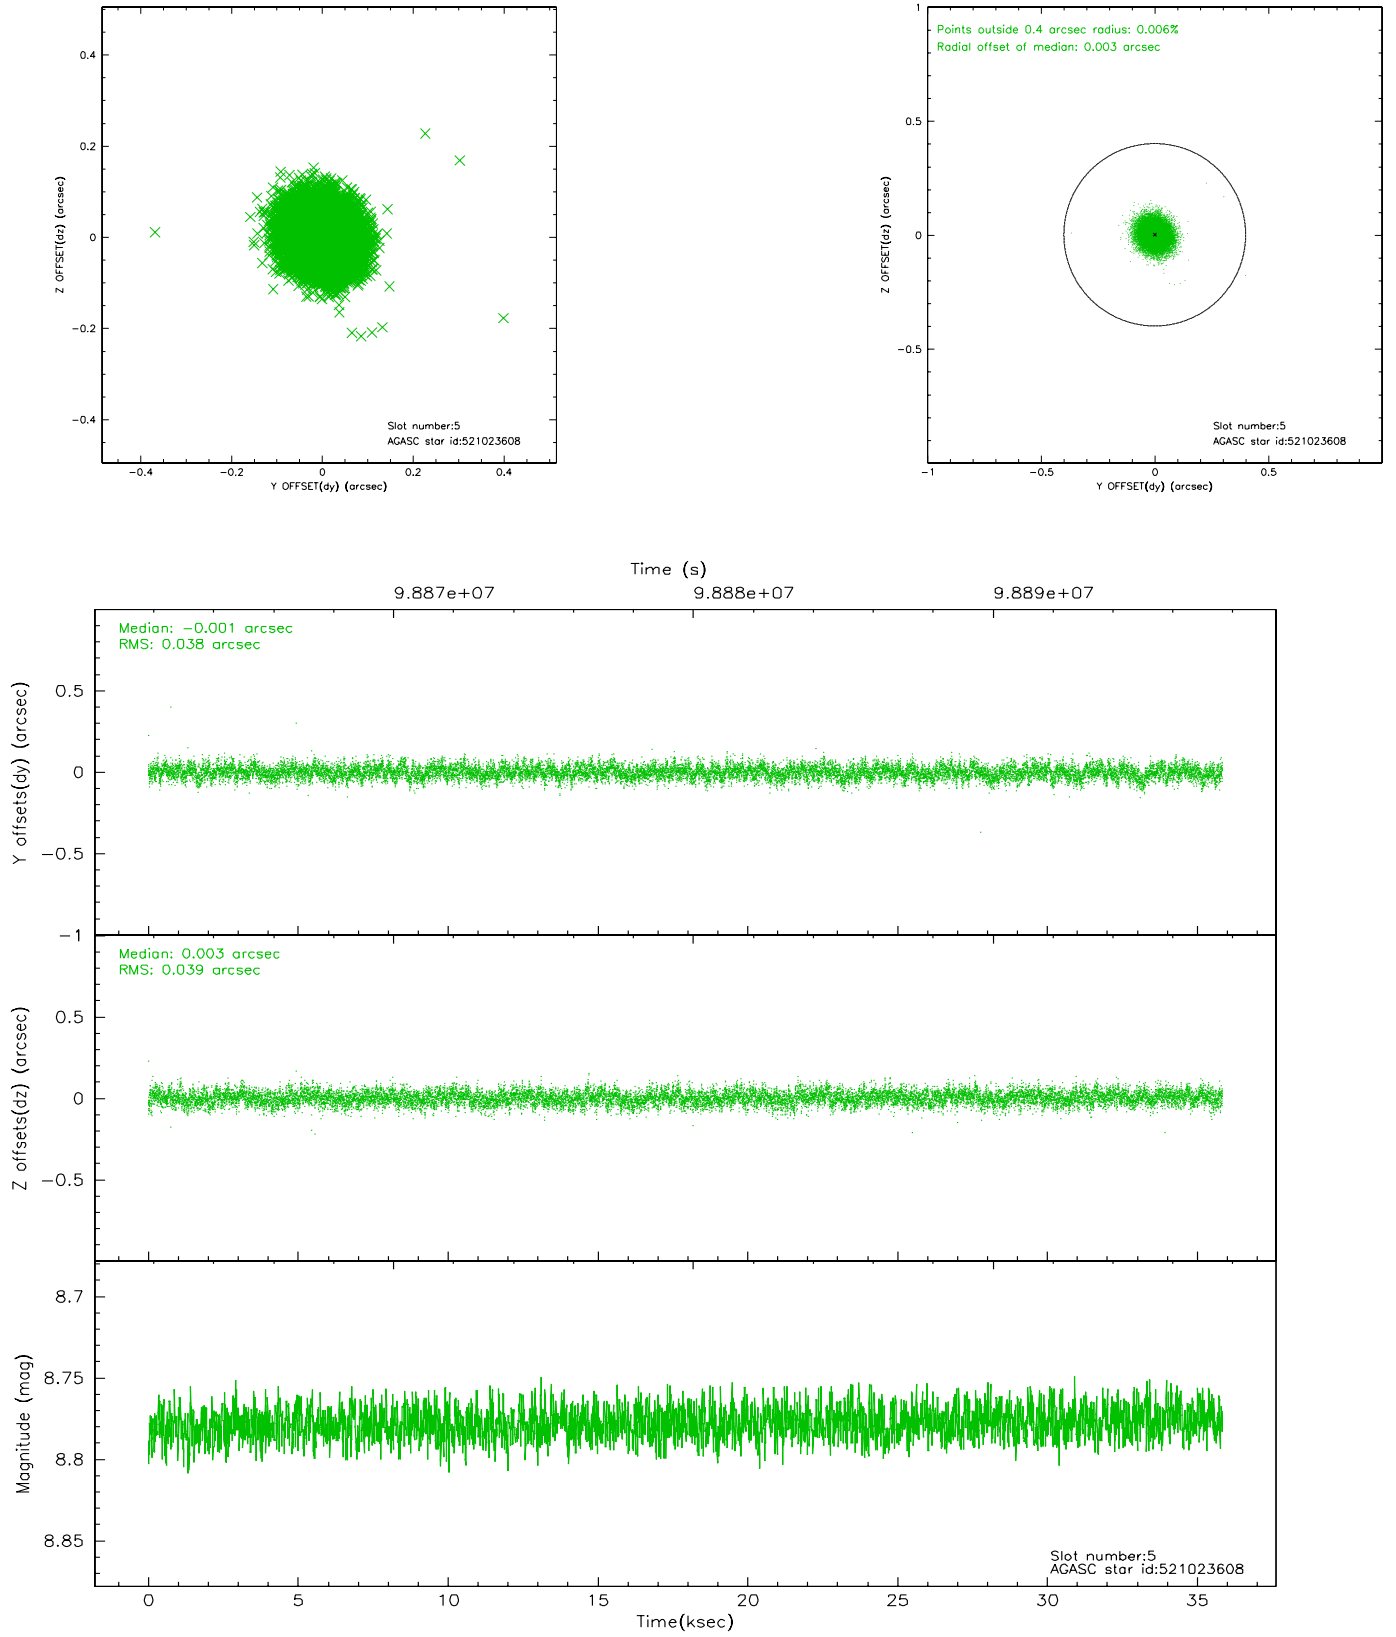 0.4
0.2
0
−0.2
−0.4
Z OFFSET(dz) (arcsec)
Slot number:5
AGASC star id:521023608
−0.4 −0.2 0 0.2 0.4
Y OFFSET(dy) (arcsec)
Points outside 0.4 arcsec radius: 0.006%
Radial offset of median: 0.003 arcsec
1
0.5
0
−0.5
Z OFFSET(dz) (arcsec)
Slot number:5
AGASC star id:521023608
−1 −0.5 0 0.5
Y OFFSET(dy) (arcsec)
Time (s)
9.887e+07 9.888e+07 9.889e+07
Median: −0.001 arcsec
RMS: 0.038 arcsec
0.5
0
−0.5
−1
Y offsets(dy) (arcsec)
Median: 0.003 arcsec
RMS: 0.039 arcsec
0.5
0
−0.5
Z offsets(dz) (arcsec)
8.7
8.75
8.8
8.85
Magnitude (mag)
Slot number:5
AGASC star id:521023608
0 5 10 15 20 25 30 35
Time(ksec)